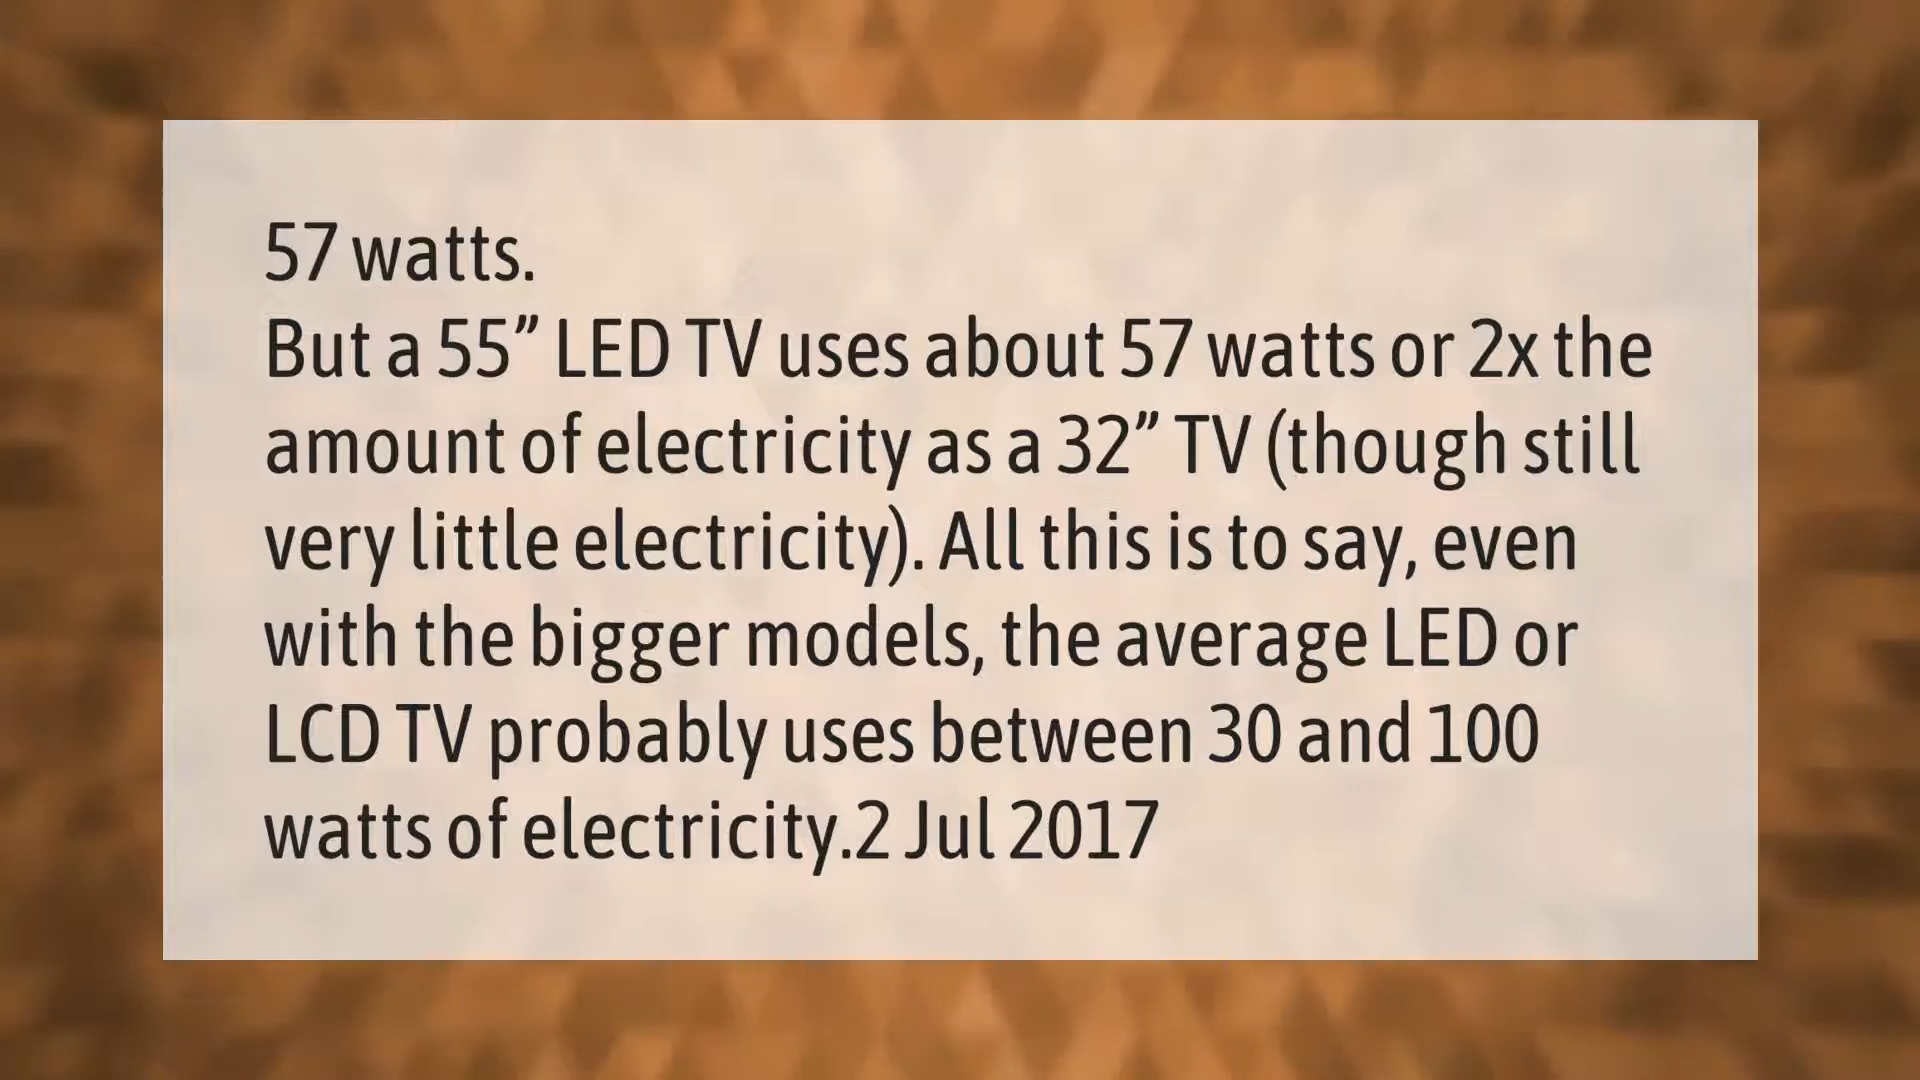 57 watts.
But a 55” LED TV uses about 57 watts or 2x the
amount of electricity as a 32” TV (though still
very little electricity). All this is to say, even
with the bigger models, the average LED or
LCD TV probably uses between 30 and 100
watts of electricity.2 Jul 2017